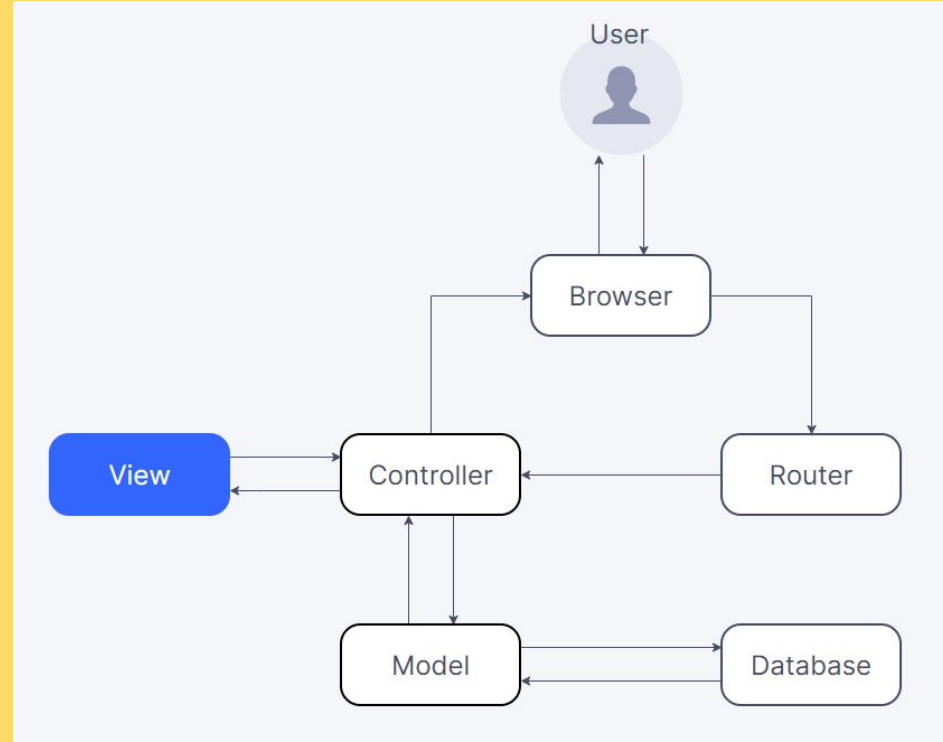 User
Browser
View
Controller
Router
Model
Database